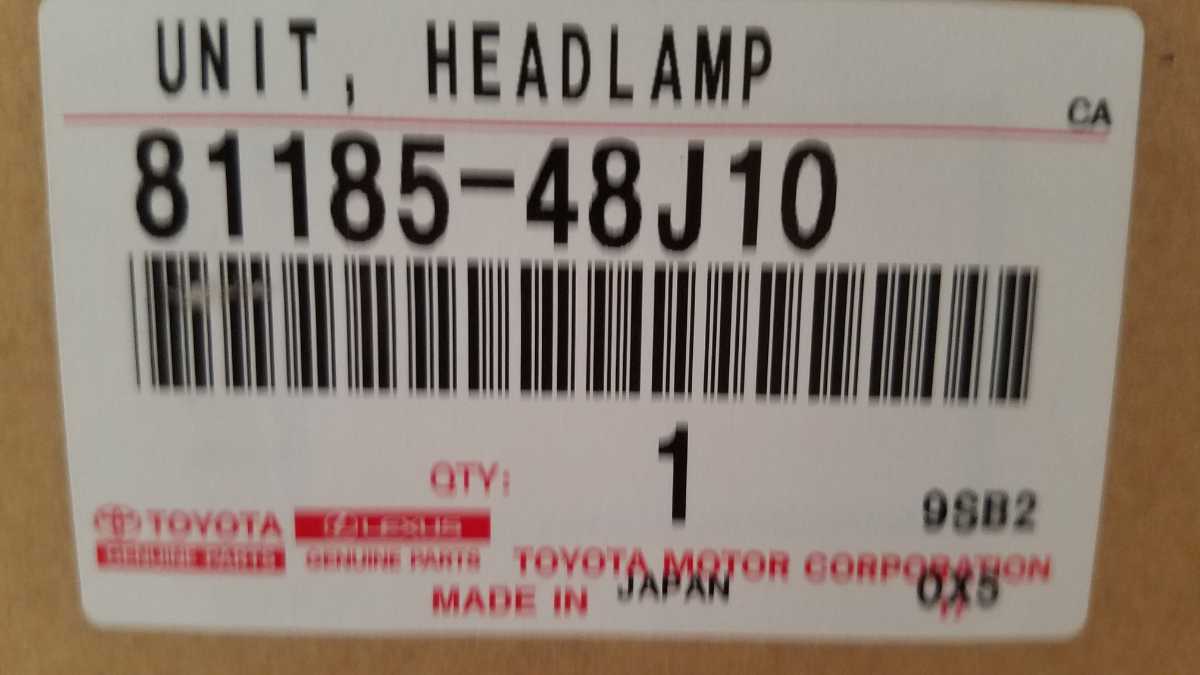 UNIT, HEADLAMP
CA
81185-48J10
QTY: 1
9SB2
TOYOTA LEXUS
GENUINE PARTS GENUINE PARTS TOYOTA MOTOR CORPORATION
MADE IN JAPAN 0X5